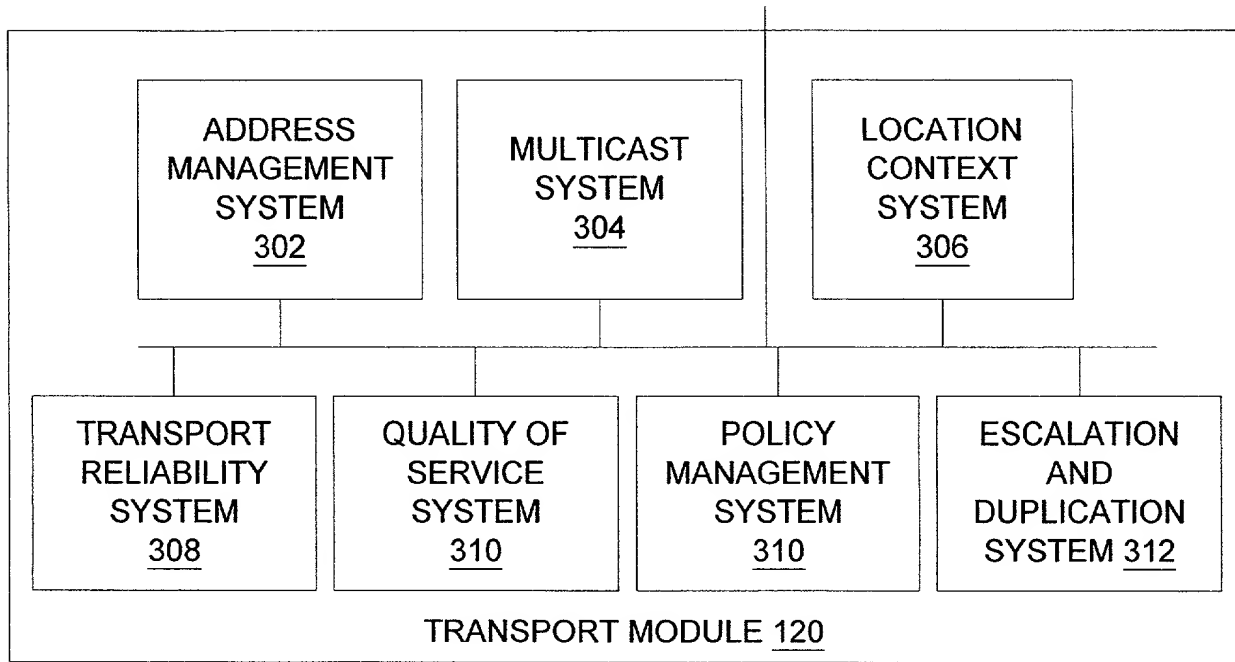 ADDRESS
MANAGEMENT
SYSTEM
302
MULTICAST
SYSTEM
304
LOCATION
CONTEXT
SYSTEM
306
TRANSPORT
RELIABILITY
SYSTEM
308
QUALITY OF
SERVICE
SYSTEM
310
POLICY
MANAGEMENT
SYSTEM
310
ESCALATION
AND
DUPLICATION
SYSTEM 312
TRANSPORT MODULE 120